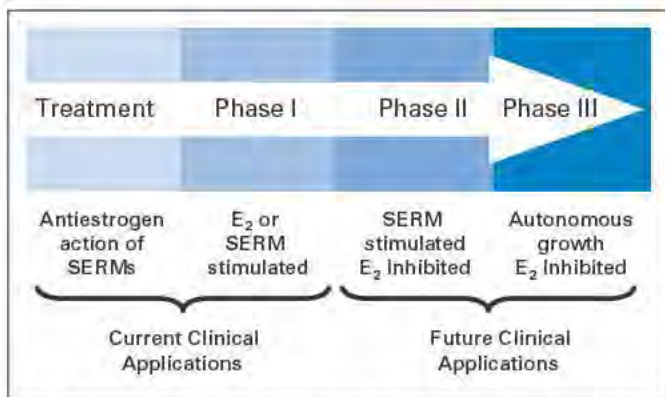 Treatment Phase I Phase II Phase III
Antiestrogen
action of
SERMs
E₂ or
SERM
stimulated
SERM
stimulated
E₂ Inhibited
Autonomous
growth
E₂ Inhibited
Current Clinical
Applications
Future Clinical
Applications